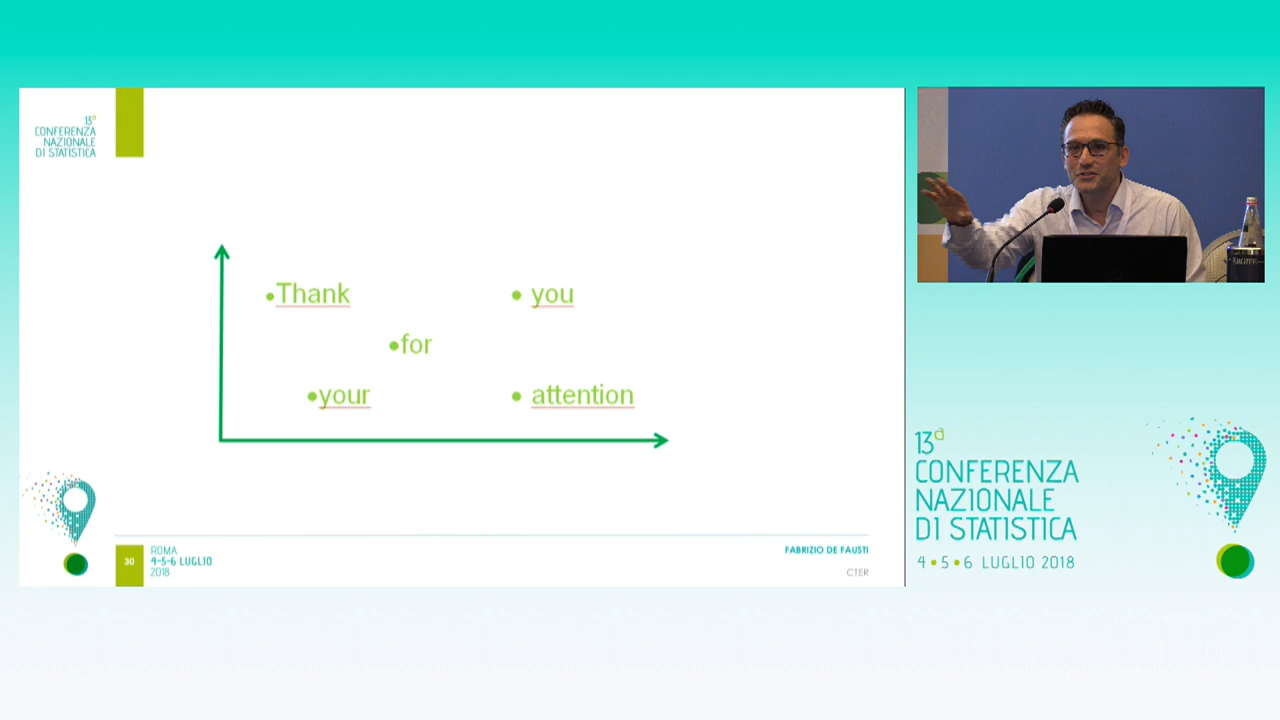 13ª
CONFERENZA
NAZIONALE
DI STATISTICA
•Thank • you
•for
•your • attention
30
ROMA
4-5-6 LUGLIO
2018
FABRIZIO DE FAUSTI
CTER
13ª
CONFERENZA
NAZIONALE
DI STATISTICA
4•5•6 LUGLIO 2018